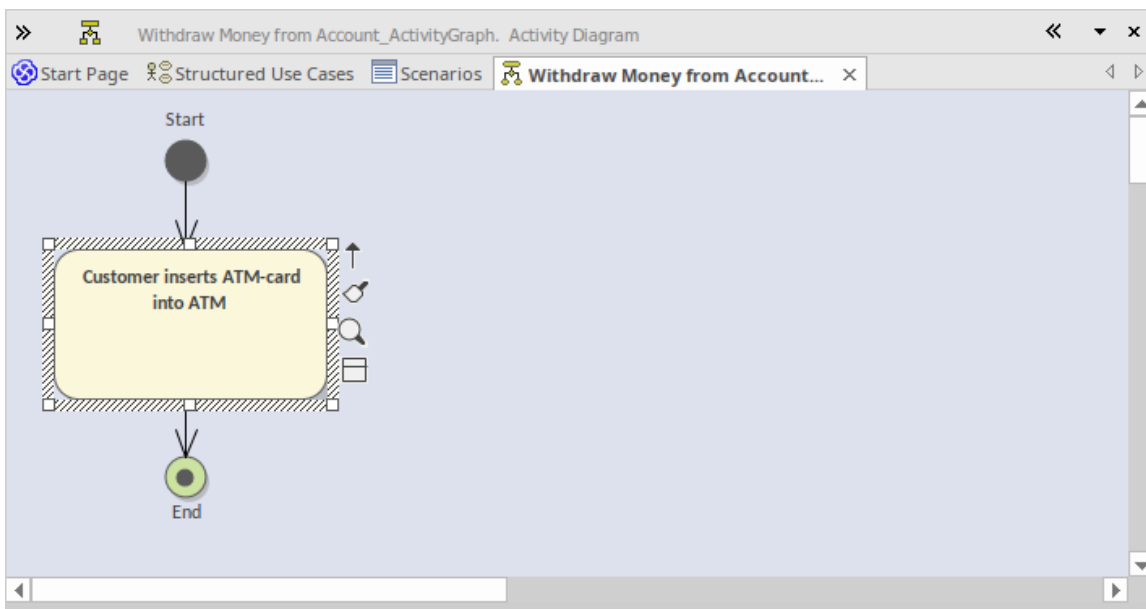 Withdraw Money from Account_ActivityGraph. Activity Diagram
Start Page Structured Use Cases Scenarios Withdraw Money from Account...
Start
Customer inserts ATM-card
into ATM
End